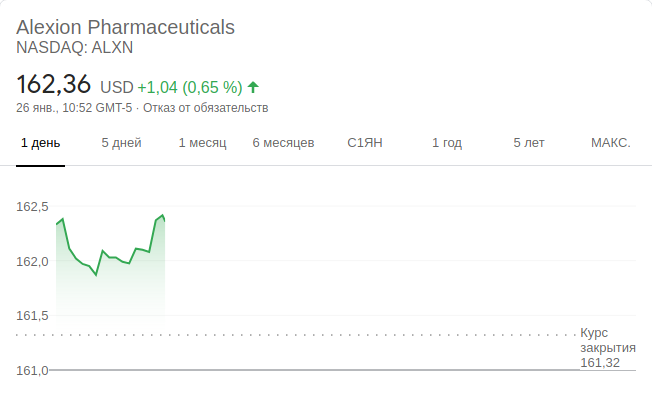 Alexion Pharmaceuticals
NASDAQ: ALXN
162,36 USD +1,04 (0,65 %)
26 янв., 10:52 GMT-5 · Отказ от обязательств
1 день 5 дней 1 месяц 6 месяцев С1ЯН 1 год 5 лет МАКС.
162,5
162,0
161,5
161,0
Курс
закрытия
161,32